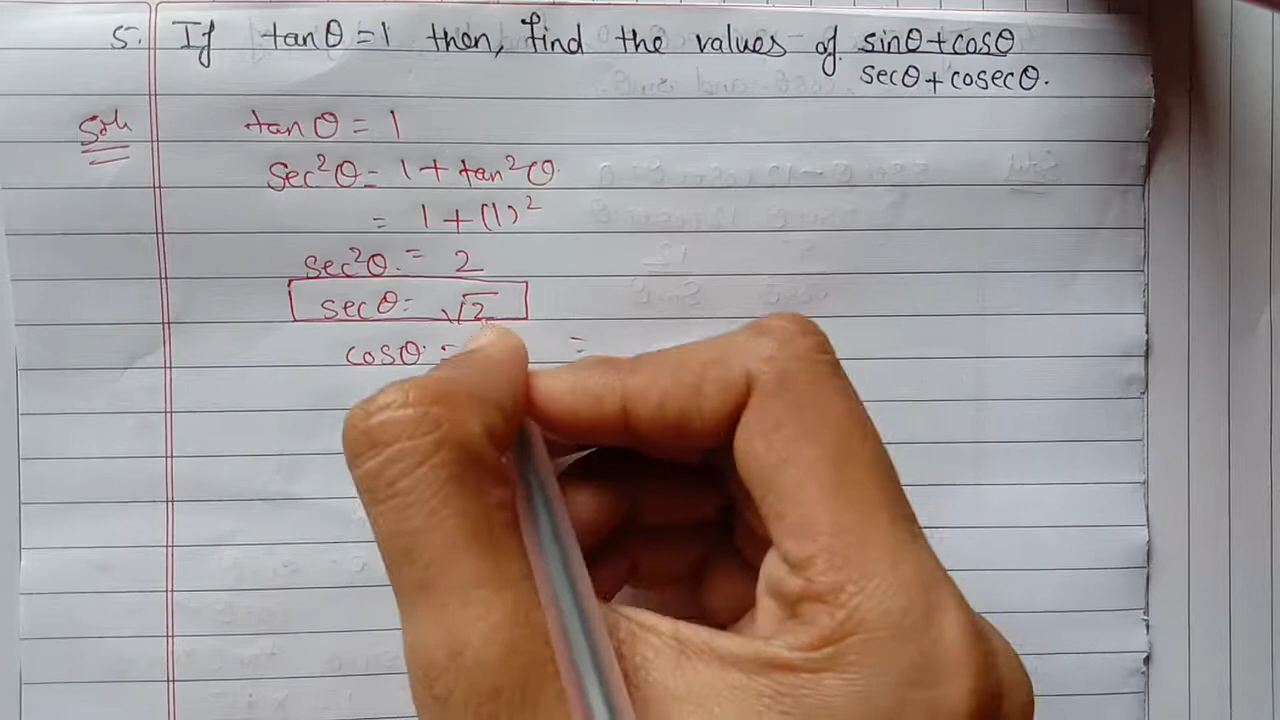 5. If tanθ = 1 then, find the values of sinθ + cosθ
secθ + cosecθ.
Soln
tan θ = 1
sec²θ = 1 + tan²θ
= 1 + (1)²
sec²θ. = 2
secθ = √2
cosθ = =